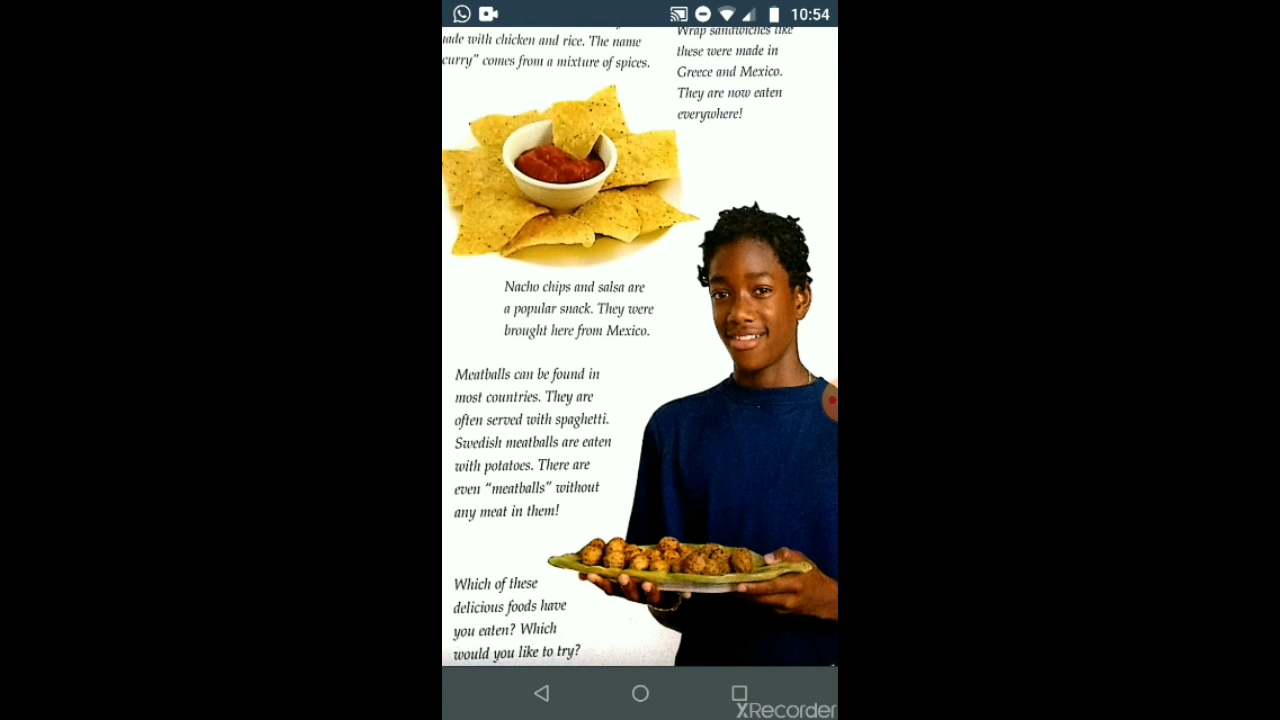 10:54
ade with chicken and rice. The name
curry” comes from a mixture of spices.
Wrap sandwiches like
these were made in
Greece and Mexico.
They are now eaten
everywhere!
Nacho chips and salsa are
a popular snack. They were
brought here from Mexico.
Meatballs can be found in
most countries. They are
often served with spaghetti.
Swedish meatballs are eaten
with potatoes. There are
even “meatballs” without
any meat in them!
Which of these
delicious foods have
you eaten? Which
would you like to try?
XRecorder